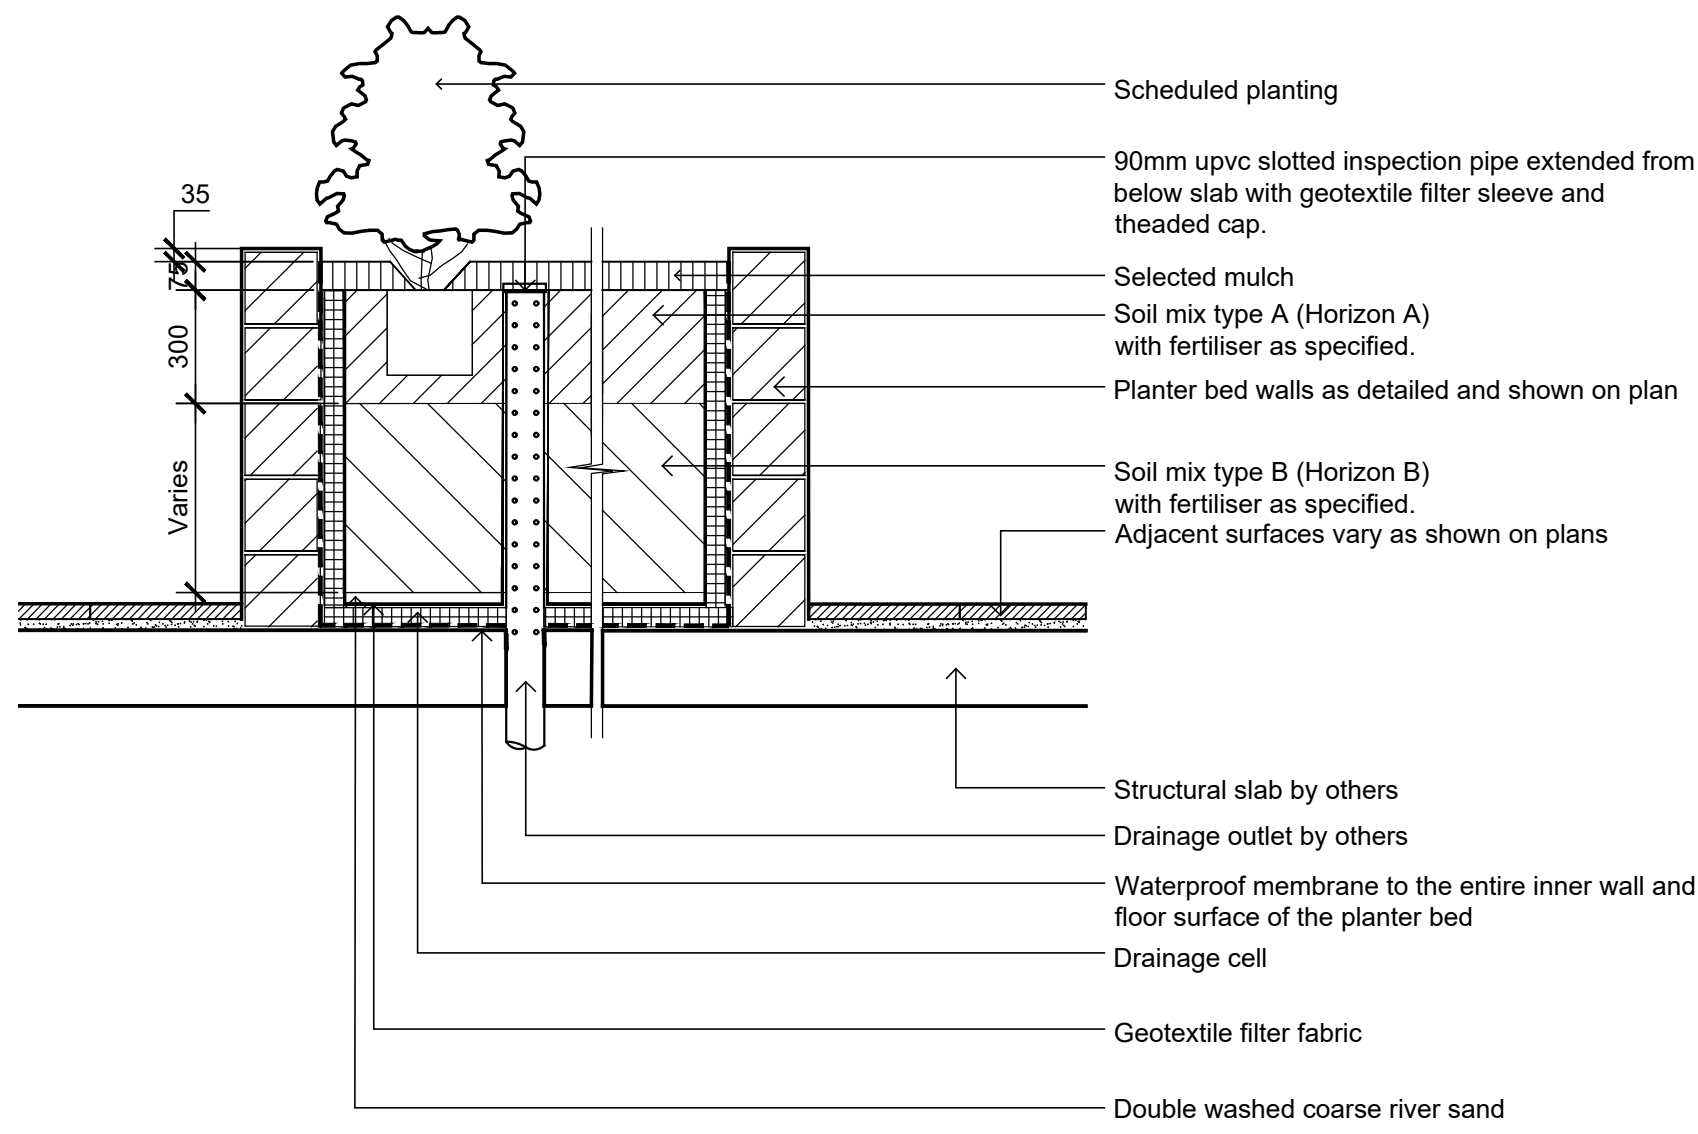 Scheduled planting
90mm upvc slotted inspection pipe extended from
below slab with geotextile filter sleeve and
theaded cap.
35
75
300
Varies
Selected mulch
Soil mix type A (Horizon A)
with fertiliser as specified.
Planter bed walls as detailed and shown on plan
Soil mix type B (Horizon B)
with fertiliser as specified.
Adjacent surfaces vary as shown on plans
Structural slab by others
Drainage outlet by others
Waterproof membrane to the entire inner wall and
floor surface of the planter bed
Drainage cell
Geotextile filter fabric
Double washed coarse river sand